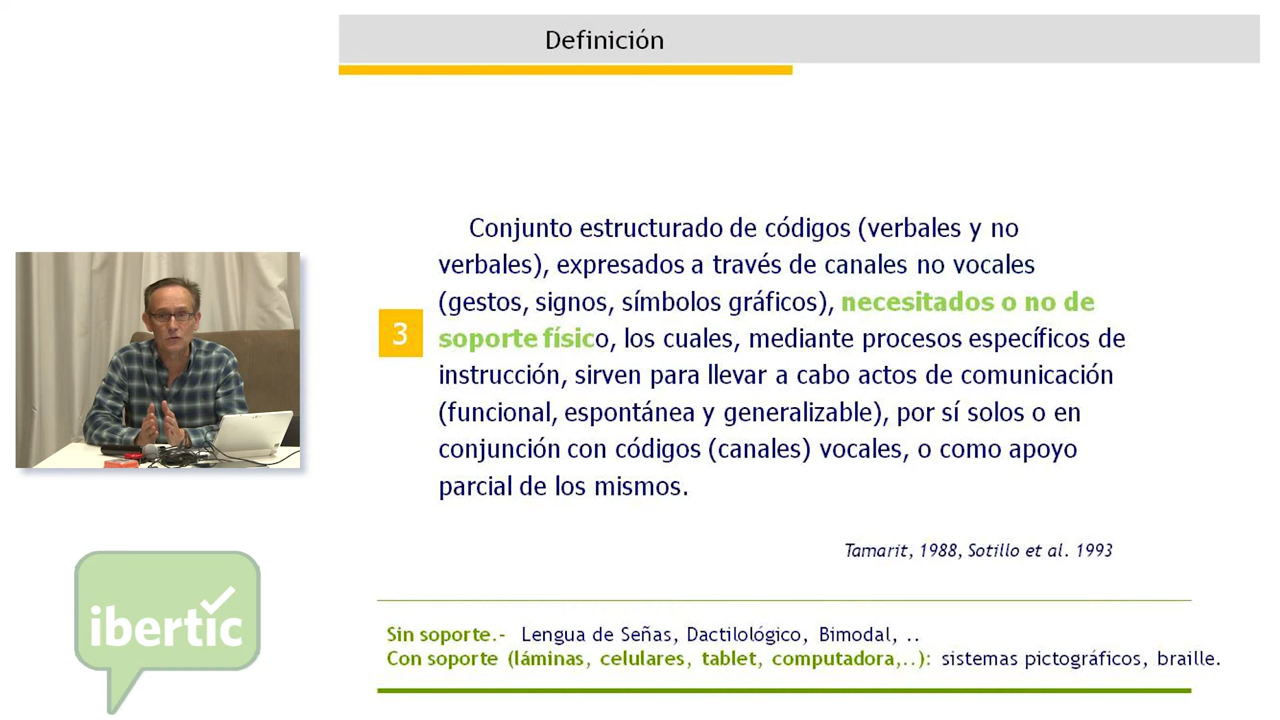 Definición
Conjunto estructurado de códigos (verbales y no
verbales), expresados a través de canales no vocales
(gestos, signos, símbolos gráficos), necesitados o no de
3
soporte físico, los cuales, mediante procesos específicos de
instrucción, sirven para llevar a cabo actos de comunicación
(funcional, espontánea y generalizable), por sí solos o en
conjunción con códigos (canales) vocales, o como apoyo
parcial de los mismos.
Tamarit, 1988, Sotillo et al. 1993
ibertic
Sin soporte.- Lengua de Señas, Dactilológico, Bimodal, ..
Con soporte (láminas, celulares, tablet, computadora,..): sistemas pictográficos, braille.